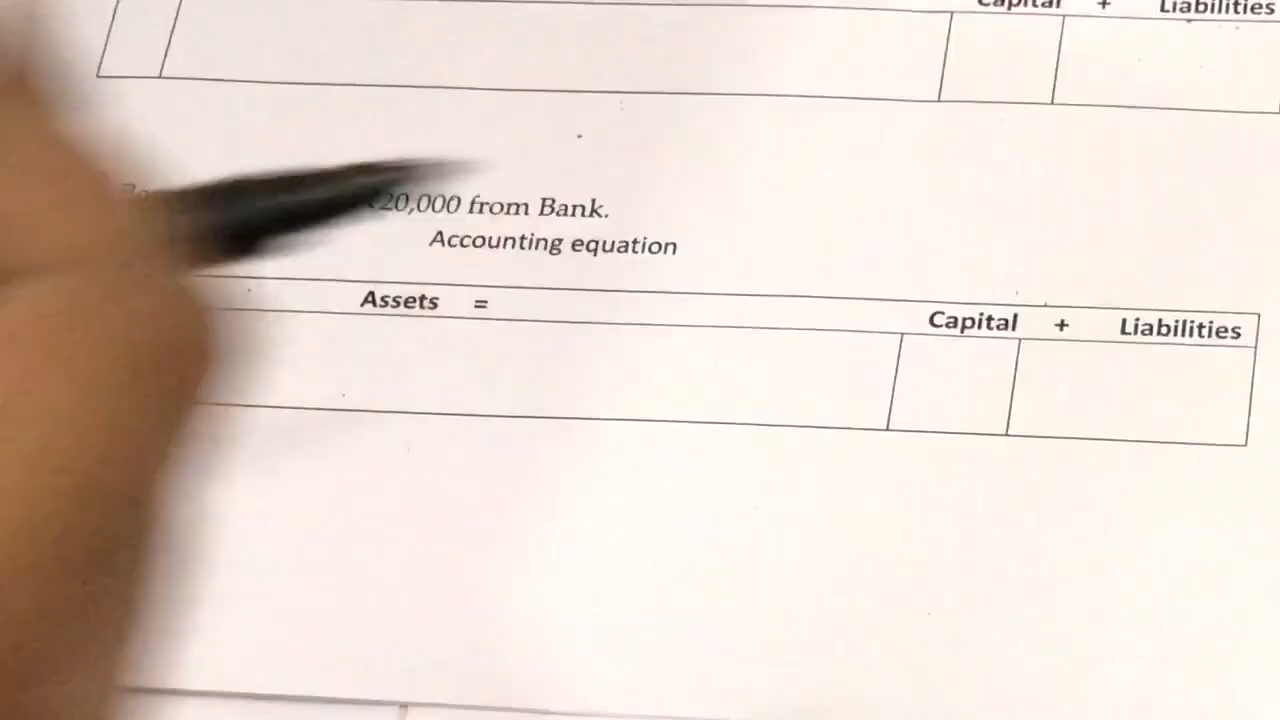 Capital + Liabilities
₹20,000 from Bank.
Accounting equation
Assets =
Capital + Liabilities